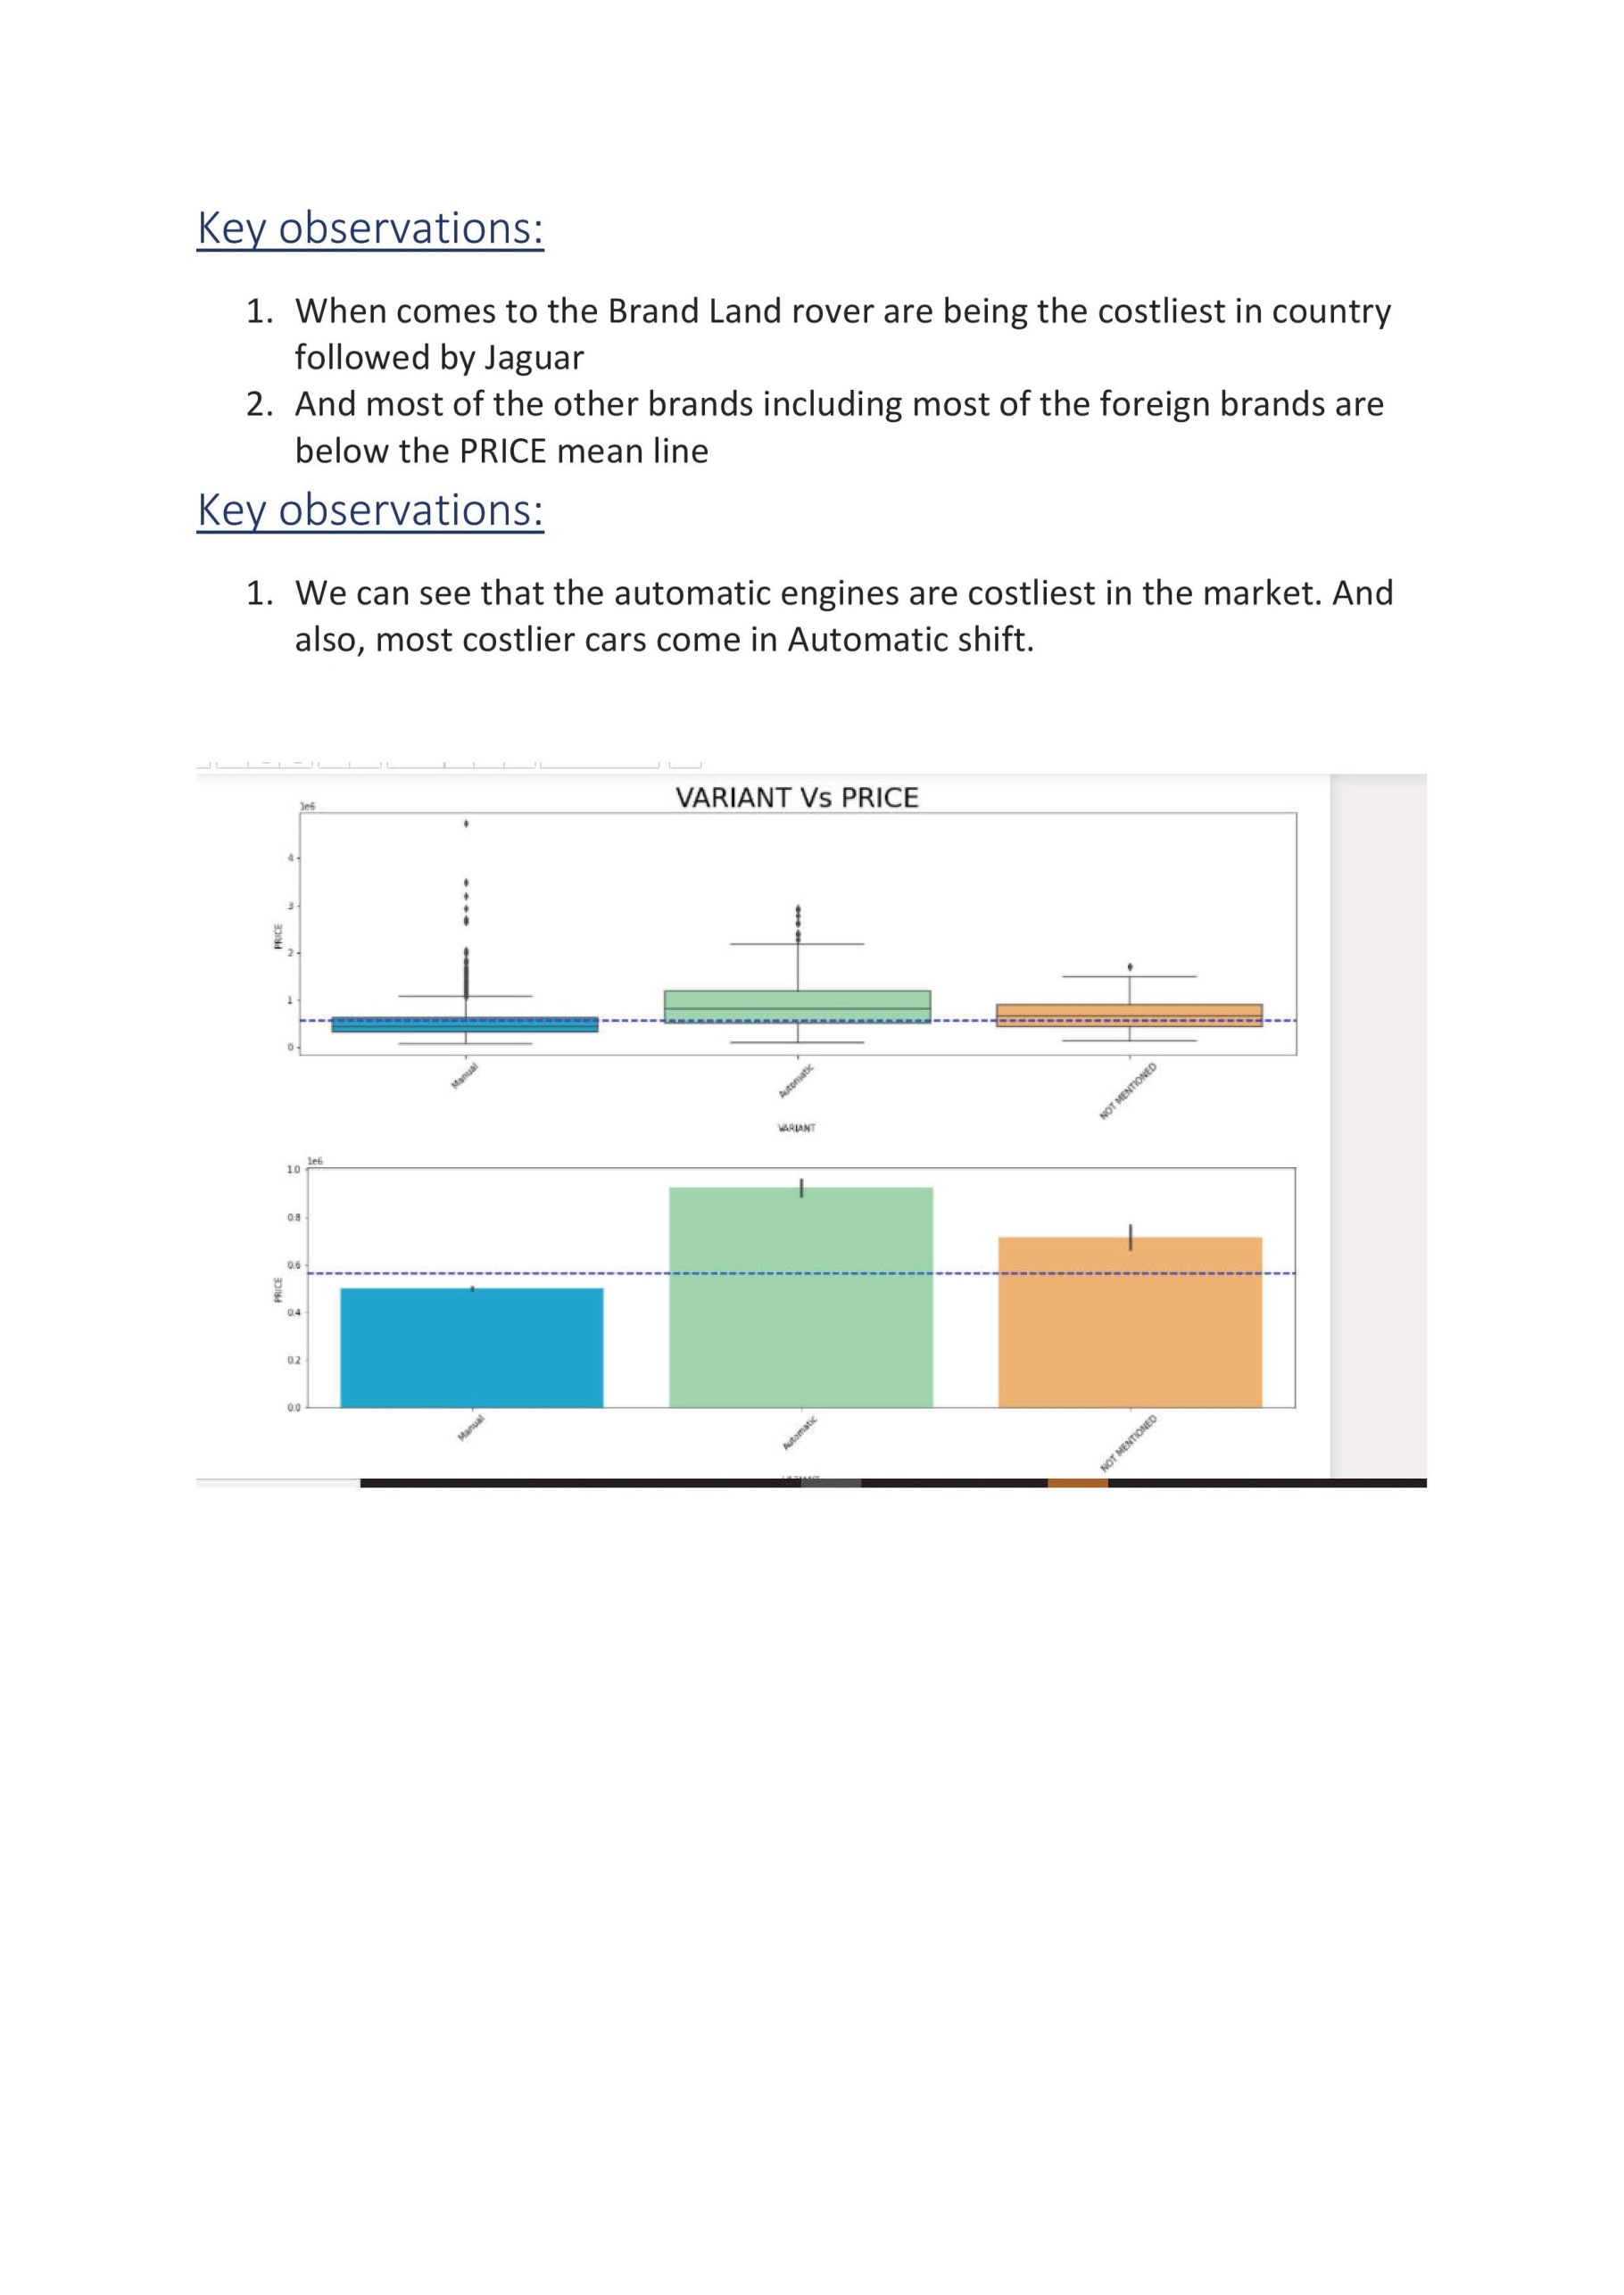 Key observations:
1. When comes to the Brand Land rover are being the costliest in country
followed by Jaguar
2. And most of the other brands including most of the foreign brands are
below the PRICE mean line
Key observations:
1. We can see that the automatic engines are costliest in the market. And
also, most costlier cars come in Automatic shift.
VARIANT Vs PRICE
1e6
4
3
2
1
0
PRICE
Manual
Automatic
NOT MENTIONED
VARIANT
1e6
1.0
0.8
0.6
0.4
0.2
0.0
PRICE
Manual
Automatic
NOT MENTIONED